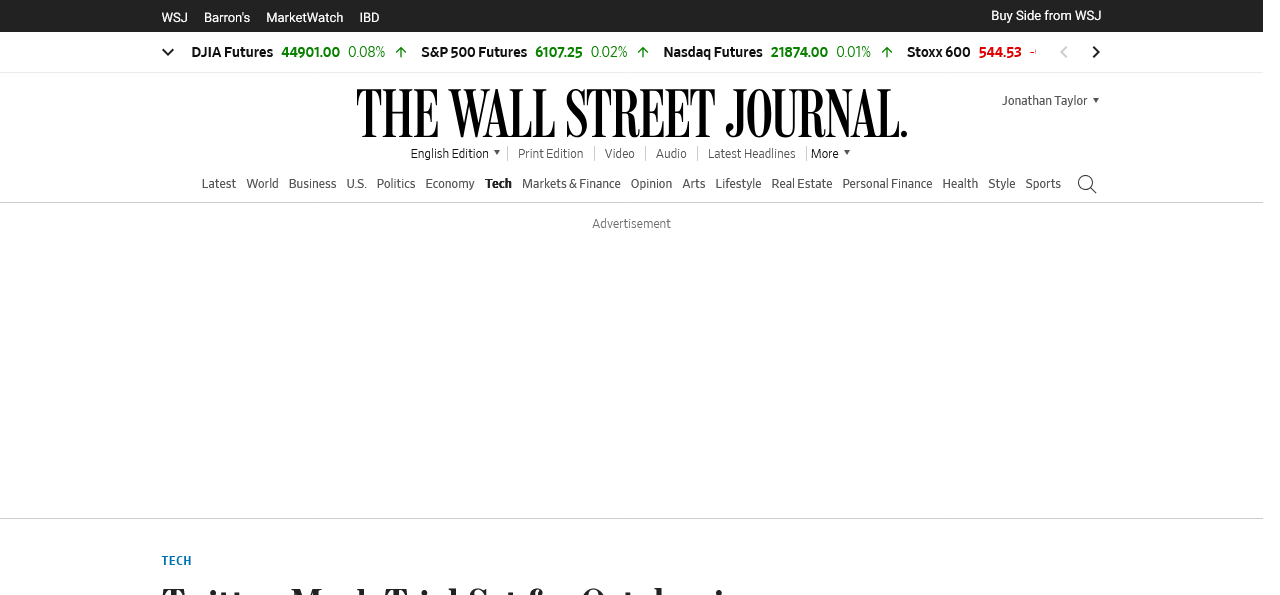 WSJ Barron's MarketWatch IBD Buy Side from WSJ
DJIA Futures 44901.00 0.08% S&P 500 Futures 6107.25 0.02% Nasdaq Futures 21874.00 0.01% Stoxx 600 544.53
THE WALL STREET JOURNAL.
Jonathan Taylor
English Edition Print Edition Video Audio Latest Headlines More
Latest World Business U.S. Politics Economy Tech Markets & Finance Opinion Arts Lifestyle Real Estate Personal Finance Health Style Sports
Advertisement
TECH